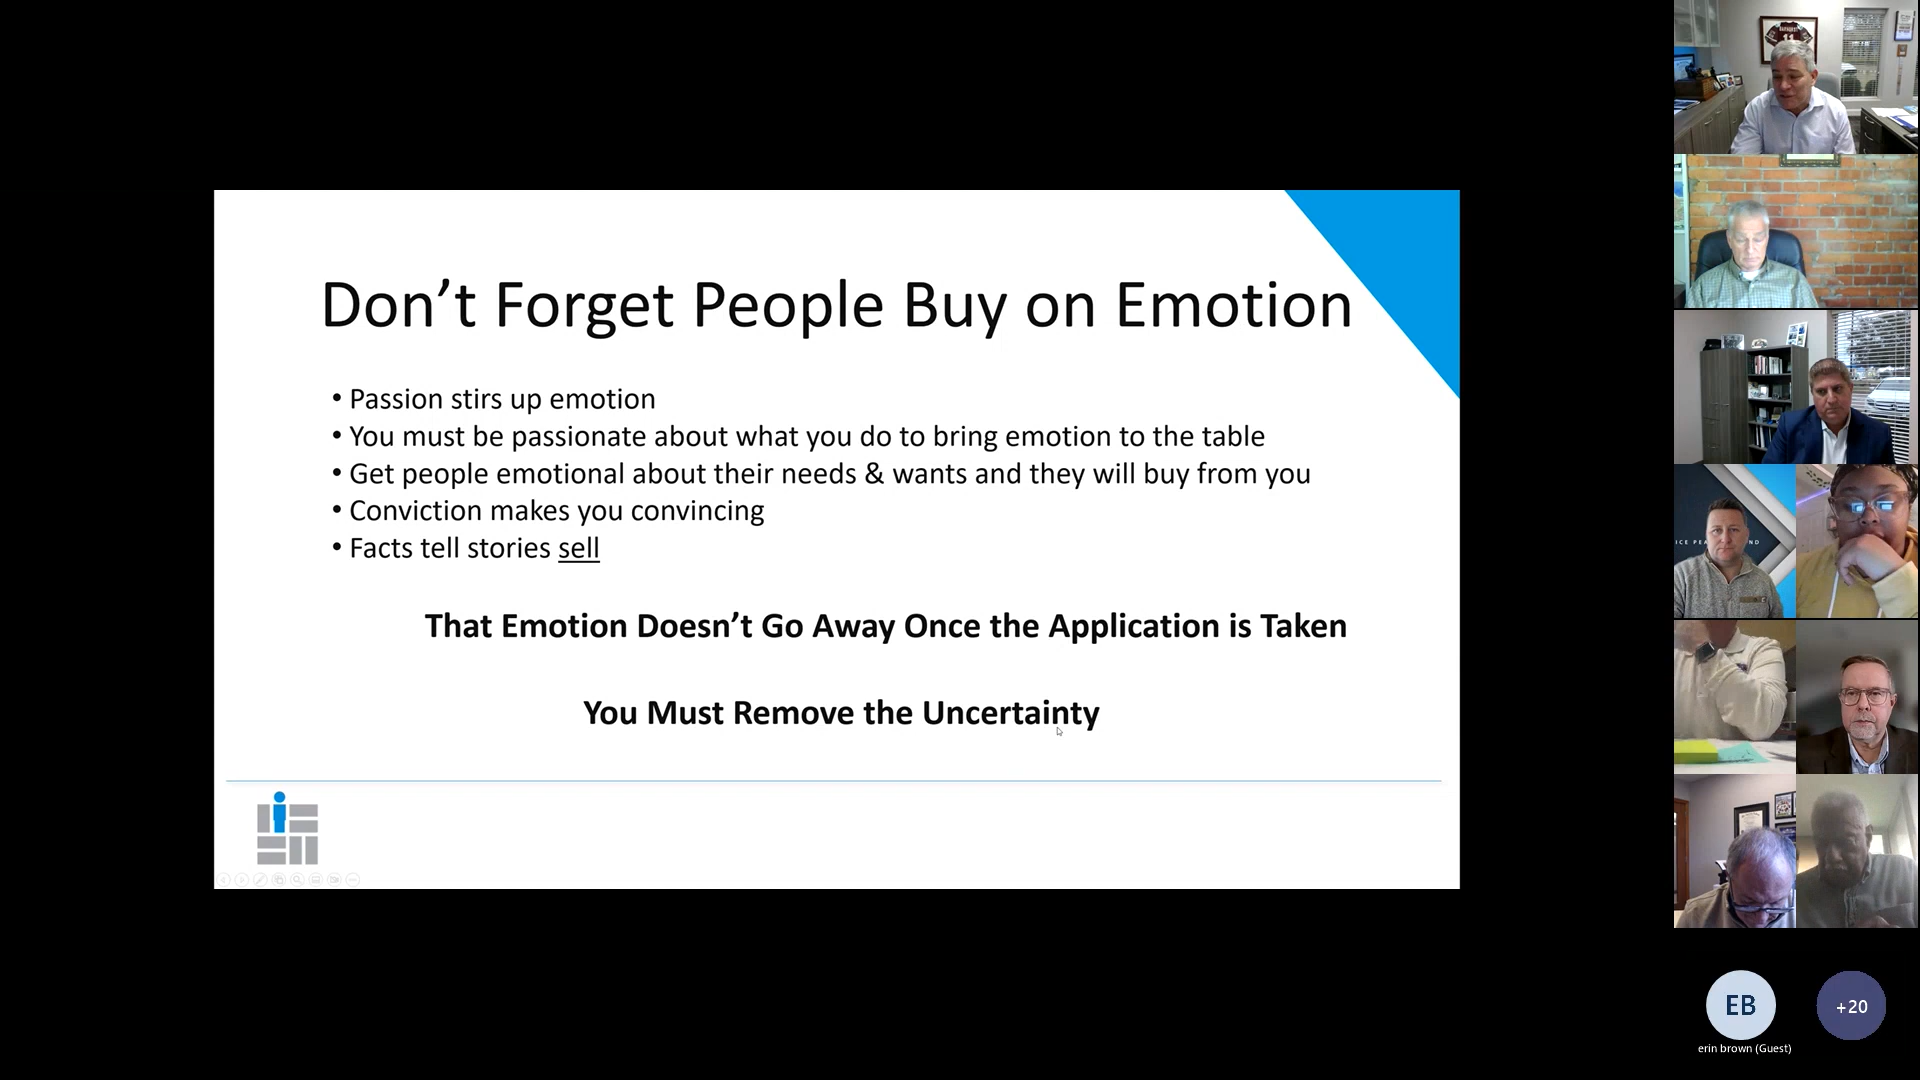 Don’t Forget People Buy on Emotion
• Passion stirs up emotion
• You must be passionate about what you do to bring emotion to the table
• Get people emotional about their needs & wants and they will buy from you
• Conviction makes you convincing
• Facts tell stories sell
That Emotion Doesn’t Go Away Once the Application is Taken
You Must Remove the Uncertainty
11
EB
+20
erin brown (Guest)